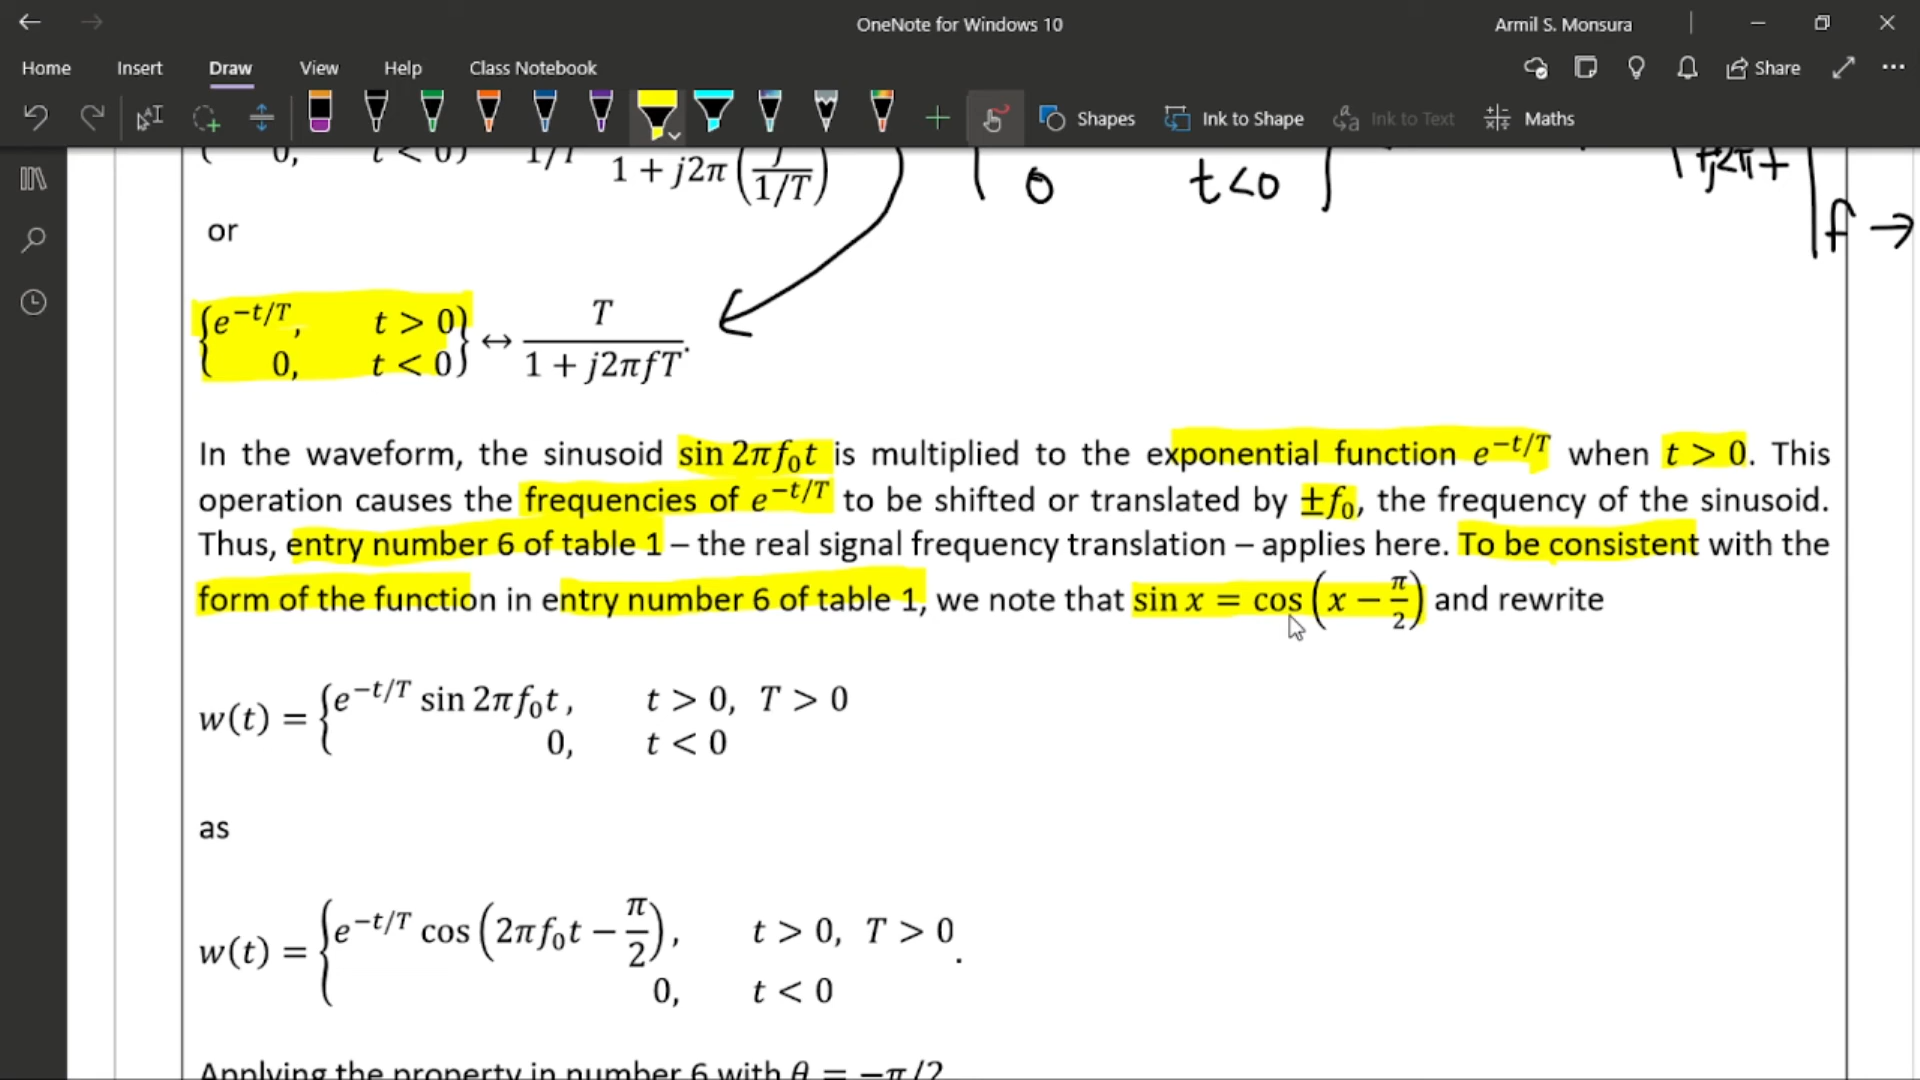 OneNote for Windows 10
Armil S. Monsura
Home Insert Draw View Help Class Notebook Share
Shapes Ink to Shape Ink to Text Maths
0, t < 0) 1/T 1 + j2π (f/(1/T))
0 t<0
f →
or
{e^{−t/T}, t > 0
0, t < 0} ↔ T/(1 + j2πfT).
In the waveform, the sinusoid sin 2πf₀t is multiplied to the exponential function e^{−t/T} when t > 0. This
operation causes the frequencies of e^{−t/T} to be shifted or translated by ±f₀, the frequency of the sinusoid.
Thus, entry number 6 of table 1 – the real signal frequency translation – applies here. To be consistent with the
form of the function in entry number 6 of table 1, we note that sin x = cos (x − π/2) and rewrite
w(t) = {e^{−t/T} sin 2πf₀t, t > 0, T > 0
0, t < 0
as
w(t) = {e^{−t/T} cos (2πf₀t − π/2), t > 0, T > 0
0, t < 0.
Applying the property in number 6 with θ = −π/2